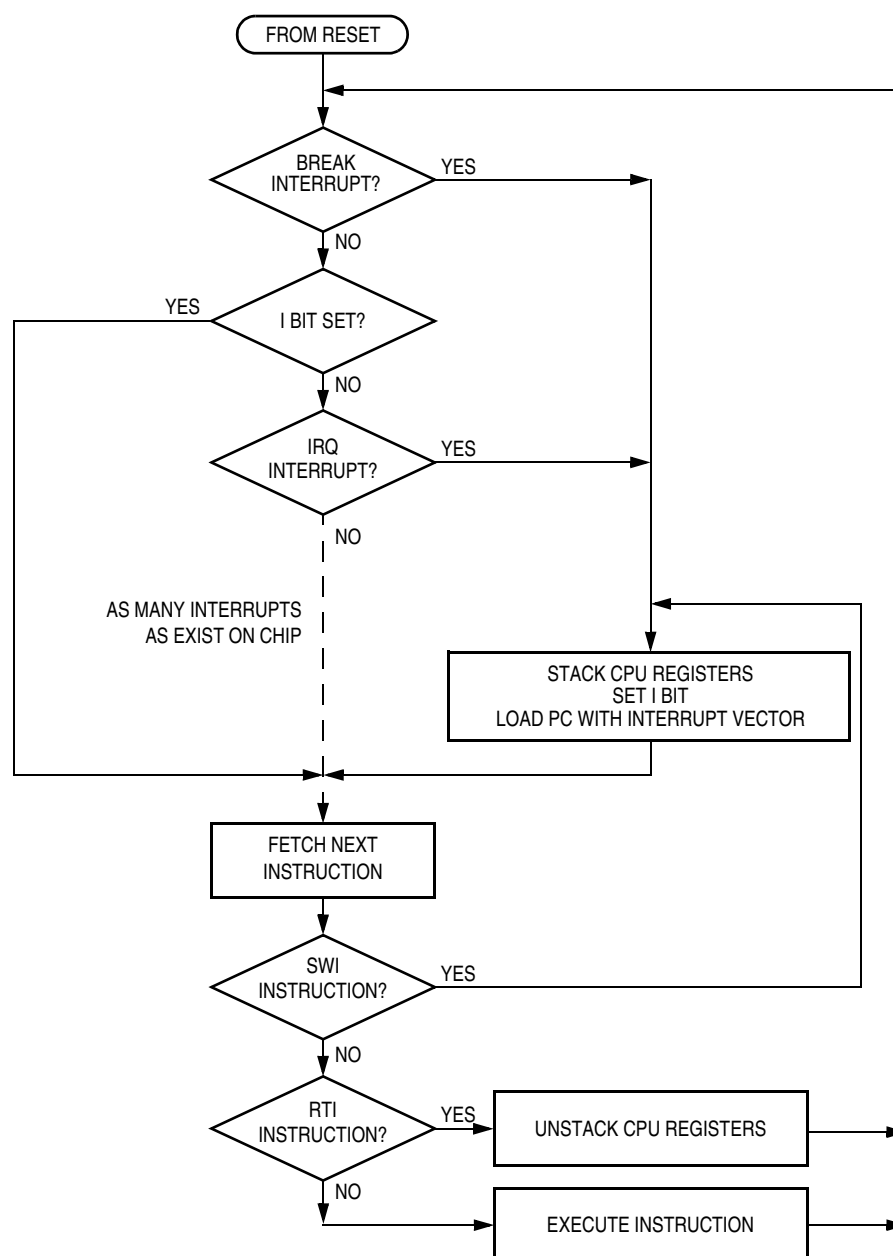 FROM RESET
BREAK
INTERRUPT?
YES
NO
YES
I BIT SET?
NO
IRQ
INTERRUPT?
YES
NO
AS MANY INTERRUPTS
AS EXIST ON CHIP
STACK CPU REGISTERS
SET I BIT
LOAD PC WITH INTERRUPT VECTOR
FETCH NEXT
INSTRUCTION
SWI
INSTRUCTION?
YES
NO
RTI
INSTRUCTION?
YES
UNSTACK CPU REGISTERS
NO
EXECUTE INSTRUCTION